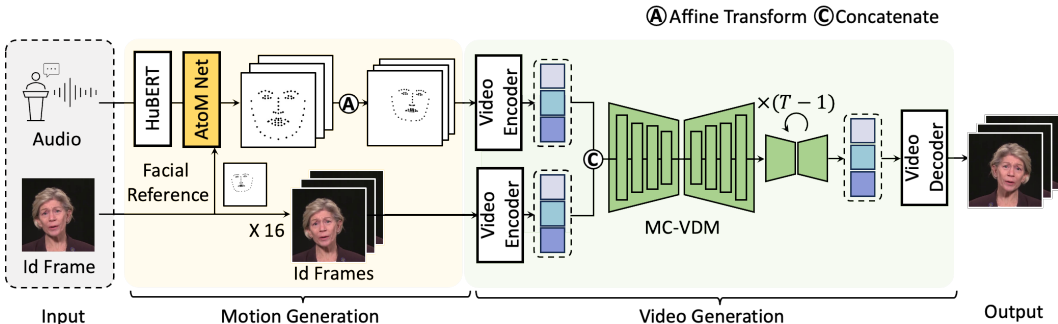 Ⓐ Affine Transform Ⓒ Concatenate
Audio
Id Frame
Input
HuBERT
AtoM Net
Facial
Reference
A
X 16
Id Frames
Motion Generation
Video
Encoder
Video
Encoder
C
MC-VDM
×(T − 1)
Video
Decoder
Video Generation
Output